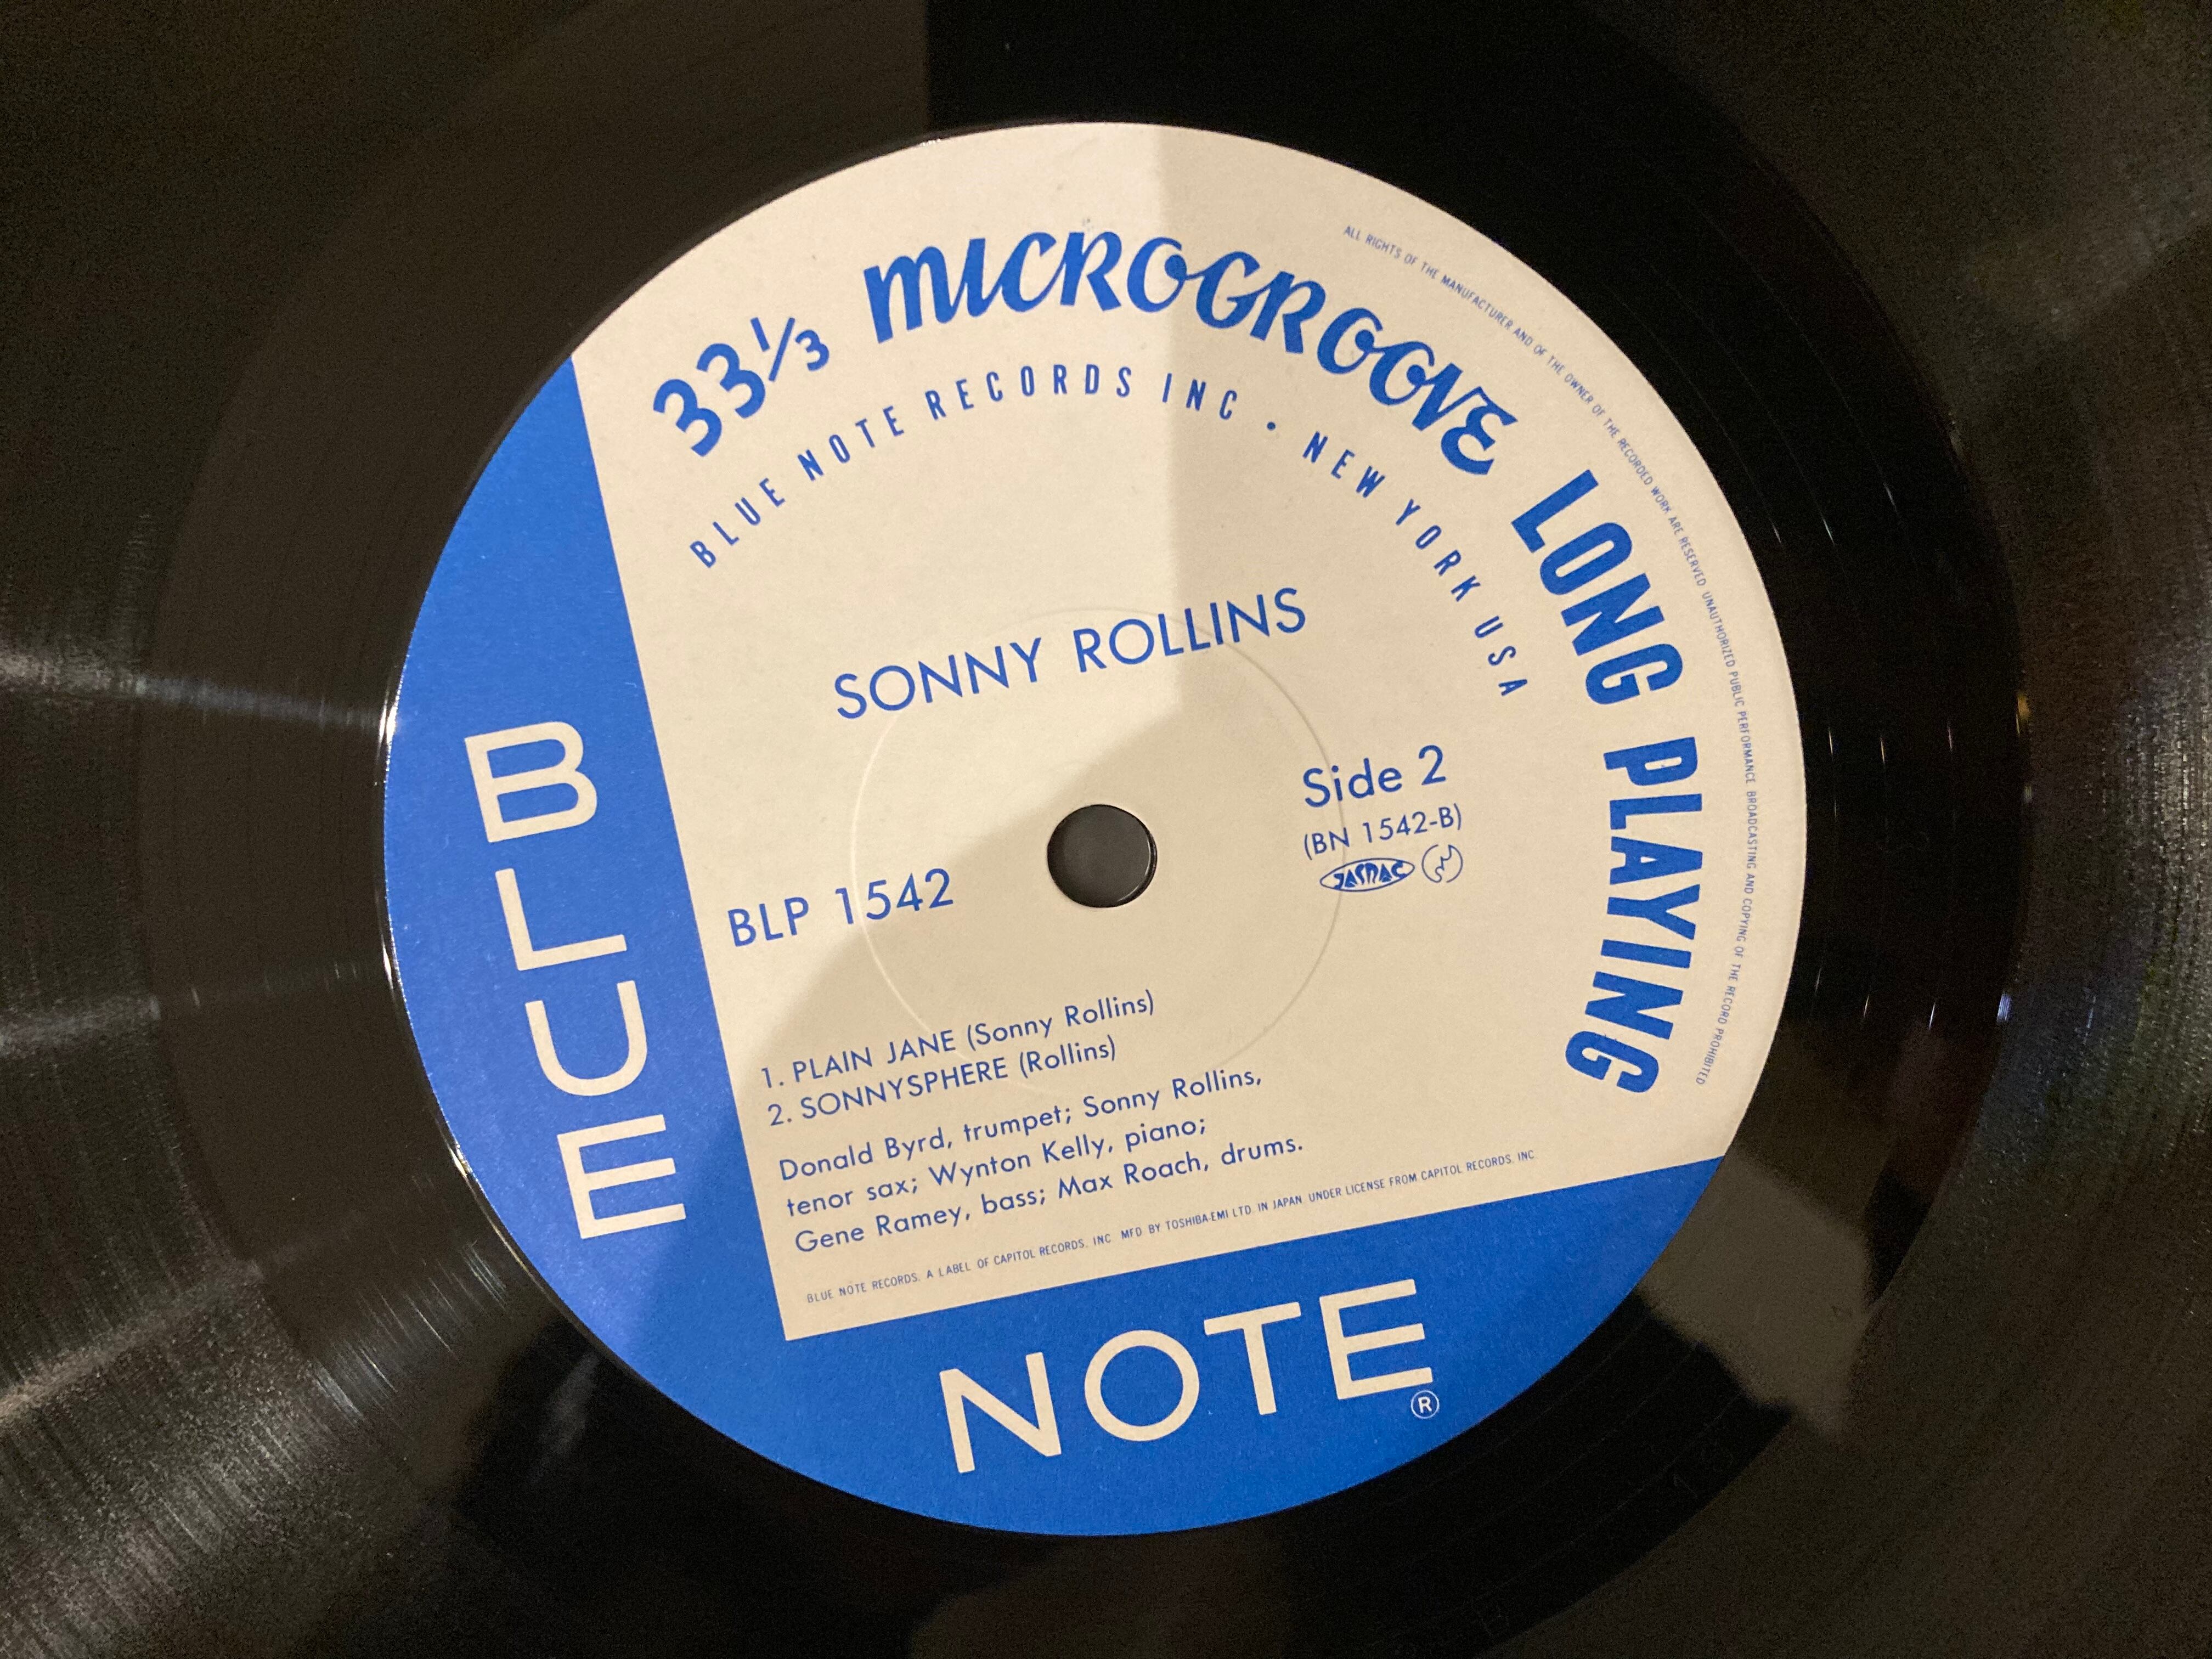 33⅓ MICROGROOVE LONG PLAYING
BLUE NOTE RECORDS INC • NEW YORK USA
ALL RIGHTS OF THE MANUFACTURER AND OF THE OWNER OF THE RECORDED WORK ARE RESERVED UNAUTHORIZED PUBLIC PERFORMANCE BROADCASTING AND COPYING OF THE RECORD PROHIBITED
SONNY ROLLINS
Side 2
(BN 1542-B)
JASRAC
BLP 1542
1. PLAIN JANE (Sonny Rollins)
2. SONNYSPHERE (Rollins)
Donald Byrd, trumpet; Sonny Rollins,
tenor sax; Wynton Kelly, piano;
Gene Ramey, bass; Max Roach, drums.
BLUE NOTE RECORDS, A LABEL OF CAPITOL RECORDS, INC. MFD. BY TOSHIBA-EMI LTD. IN JAPAN. UNDER LICENSE FROM CAPITOL RECORDS, INC.
BLUE
NOTE®